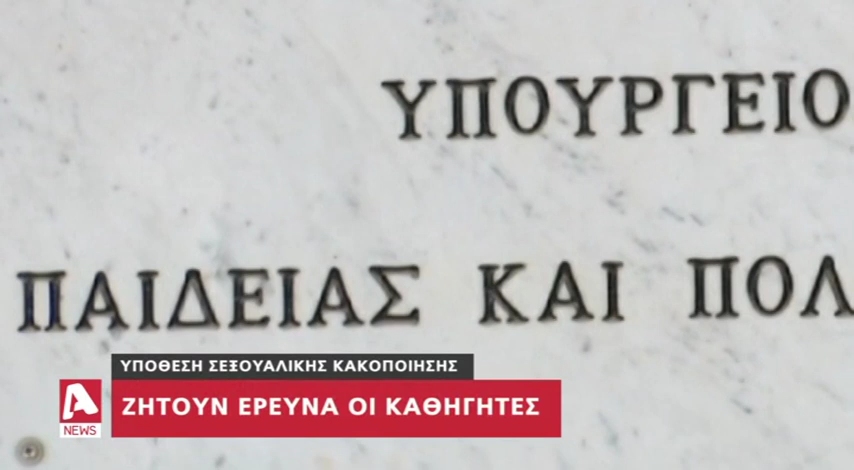 ΥΠΟΥΡΓΕΙΟ
ΠΑΙΔΕΙΑΣ ΚΑΙ ΠΟΛ
ΥΠΟΘΕΣΗ ΣΕΞΟΥΑΛΙΚΗΣ ΚΑΚΟΠΟΙΗΣΗΣ
ΖΗΤΟΥΝ ΕΡΕΥΝΑ ΟΙ ΚΑΘΗΓΗΤΕΣ
NEWS